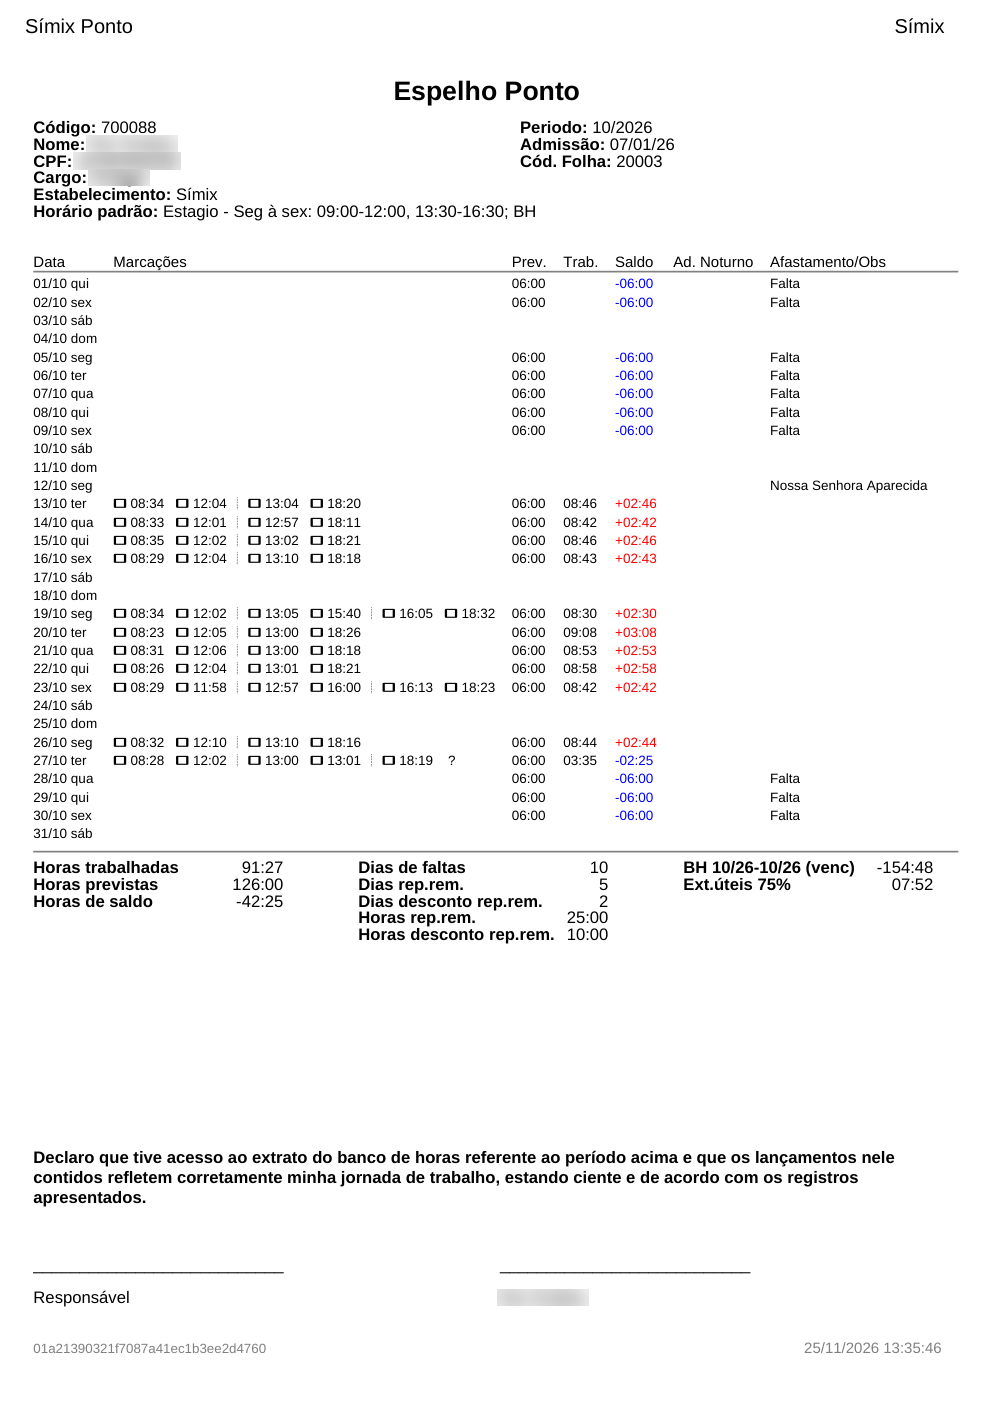 Símix Ponto Símix
Espelho Ponto
Código: 700088 Periodo: 10/2026
Nome: Admissão: 07/01/26
CPF: Cód. Folha: 20003
Cargo:
Estabelecimento: Símix
Horário padrão: Estagio - Seg à sex: 09:00-12:00, 13:30-16:30; BH
Data Marcações Prev. Trab. Saldo Ad. Noturno Afastamento/Obs
01/10 qui 06:00 -06:00 Falta
02/10 sex 06:00 -06:00 Falta
03/10 sáb
04/10 dom
05/10 seg 06:00 -06:00 Falta
06/10 ter 06:00 -06:00 Falta
07/10 qua 06:00 -06:00 Falta
08/10 qui 06:00 -06:00 Falta
09/10 sex 06:00 -06:00 Falta
10/10 sáb
11/10 dom
12/10 seg Nossa Senhora Aparecida
13/10 ter 08:34 12:04 13:04 18:20 06:00 08:46 +02:46
14/10 qua 08:33 12:01 12:57 18:11 06:00 08:42 +02:42
15/10 qui 08:35 12:02 13:02 18:21 06:00 08:46 +02:46
16/10 sex 08:29 12:04 13:10 18:18 06:00 08:43 +02:43
17/10 sáb
18/10 dom
19/10 seg 08:34 12:02 13:05 15:40 16:05 18:32 06:00 08:30 +02:30
20/10 ter 08:23 12:05 13:00 18:26 06:00 09:08 +03:08
21/10 qua 08:31 12:06 13:00 18:18 06:00 08:53 +02:53
22/10 qui 08:26 12:04 13:01 18:21 06:00 08:58 +02:58
23/10 sex 08:29 11:58 12:57 16:00 16:13 18:23 06:00 08:42 +02:42
24/10 sáb
25/10 dom
26/10 seg 08:32 12:10 13:10 18:16 06:00 08:44 +02:44
27/10 ter 08:28 12:02 13:00 13:01 18:19 ? 06:00 03:35 -02:25
28/10 qua 06:00 -06:00 Falta
29/10 qui 06:00 -06:00 Falta
30/10 sex 06:00 -06:00 Falta
31/10 sáb
Horas trabalhadas 91:27 Dias de faltas 10 BH 10/26-10/26 (venc) -154:48
Horas previstas 126:00 Dias rep.rem. 5 Ext.úteis 75% 07:52
Horas de saldo -42:25 Dias desconto rep.rem. 2
Horas rep.rem. 25:00
Horas desconto rep.rem. 10:00
Declaro que tive acesso ao extrato do banco de horas referente ao período acima e que os lançamentos nele
contidos refletem corretamente minha jornada de trabalho, estando ciente e de acordo com os registros
apresentados.
Responsável
01a21390321f7087a41ec1b3ee2d4760 25/11/2026 13:35:46